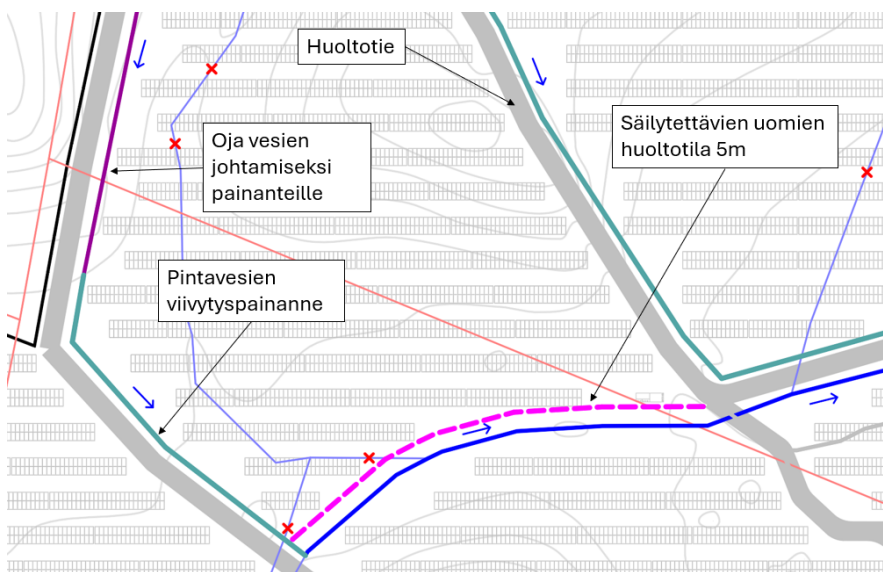 Huoltotie
Säilytettävien uomien
huoltotila 5m
Oja vesien
johtamiseksi
painanteille
Pintavesien
viivytyspainanne